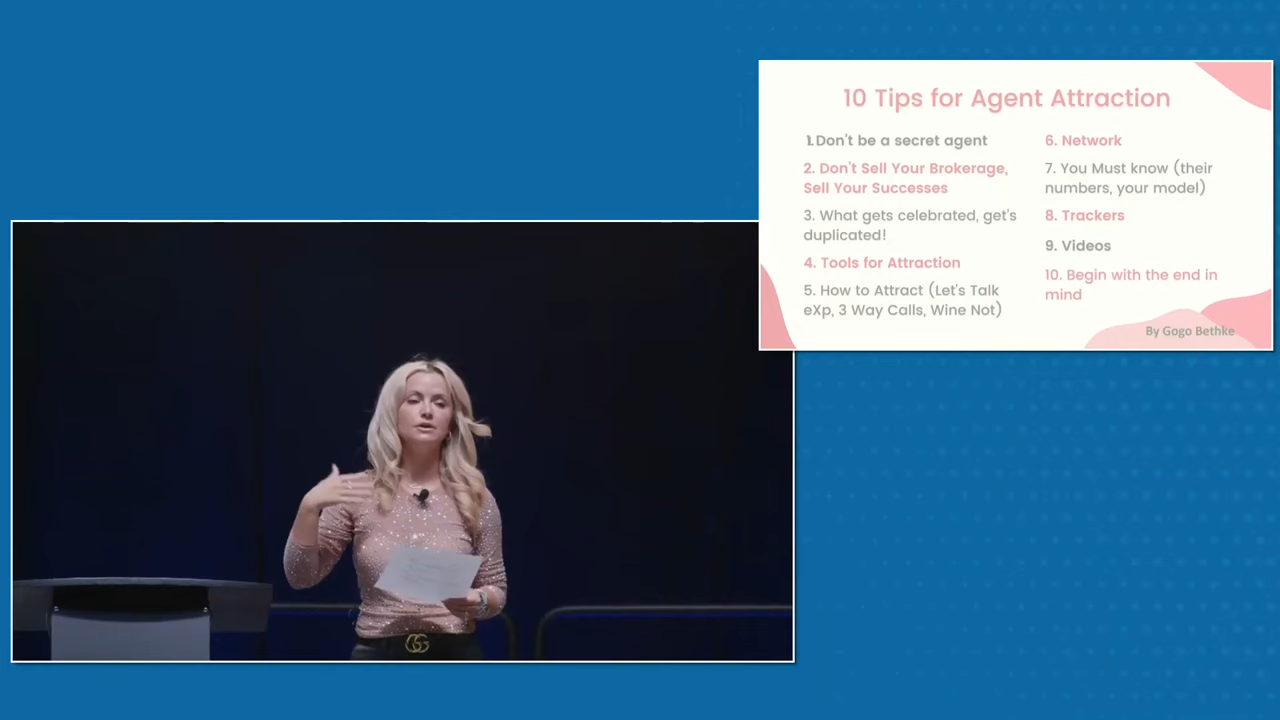 10 Tips for Agent Attraction
1.Don't be a secret agent
2. Don't Sell Your Brokerage,
Sell Your Successes
3. What gets celebrated, get's
duplicated!
4. Tools for Attraction
5. How to Attract (Let's Talk
eXp, 3 Way Calls, Wine Not)
6. Network
7. You Must know (their
numbers, your model)
8. Trackers
9. Videos
10. Begin with the end in
mind
By Gogo Bethke